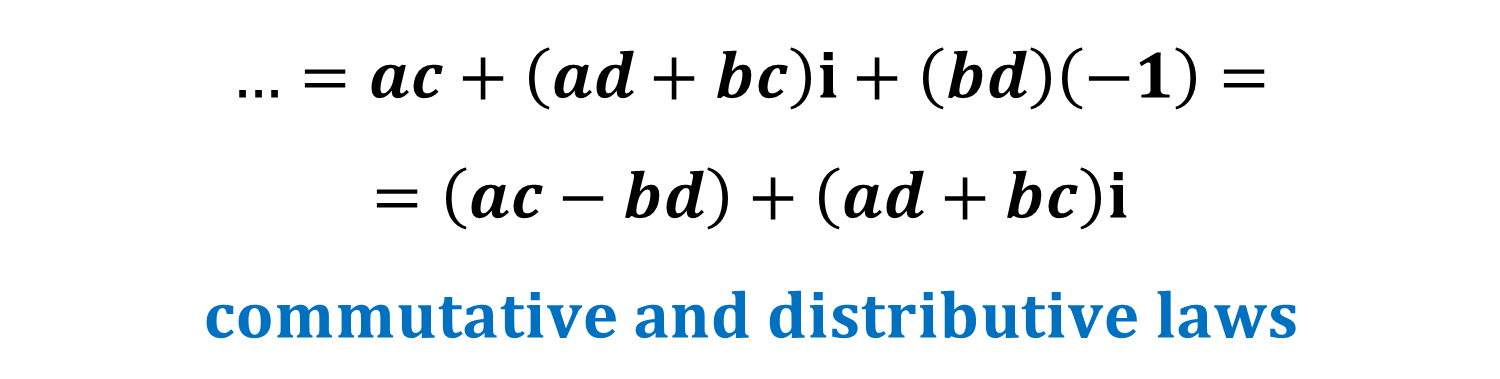 ... = ac + (ad + bc)i + (bd)(−1) =
= (ac − bd) + (ad + bc)i
commutative and distributive laws